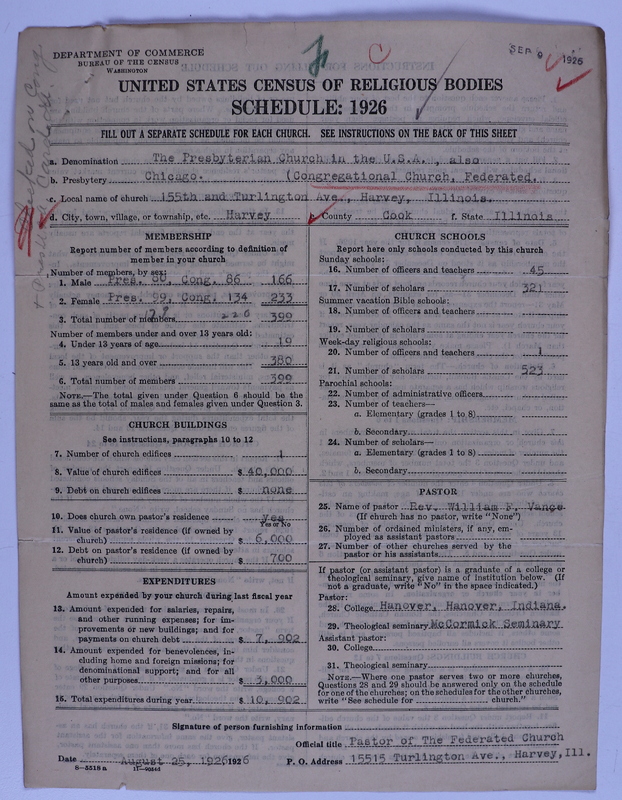 DEPARTMENT OF COMMERCE
BUREAU OF THE CENSUS
WASHINGTON
SEP 9 1926
UNITED STATES CENSUS OF RELIGIOUS BODIES
SCHEDULE: 1926
FILL OUT A SEPARATE SCHEDULE FOR EACH CHURCH. SEE INSTRUCTIONS ON THE BACK OF THIS SHEET
a. Denomination The Presbyterian Church in the U.S.A., also
b. Presbytery Chicago. (Congregational Church, Federated.
c. Local name of church 155th and Turlington Ave., Harvey, Illinois.
d. City, town, village, or township, etc. Harvey County Cook f. State Illinois
MEMBERSHIP
Report number of members according to definition of
member in your church
Number of members, by sex:
1. Male Pres. 80, Cong. 86 166
2. Female Pres. 99, Cong. 134 233
3. Total number of members 399
Number of members under and over 13 years old:
4. Under 13 years of age 19
5. 13 years old and over 380
6. Total number of members 399
NOTE.—The total given under Question 6 should be the
same as the total of males and females given under Question 3.
CHURCH BUILDINGS
See instructions, paragraphs 10 to 12
7. Number of church edifices 1
8. Value of church edifices $ 40,000
9. Debt on church edifices $ none
10. Does church own pastor's residence yes
Yes or No
11. Value of pastor's residence (if owned by
church) $ 6,000
12. Debt on pastor's residence (if owned by
church) $ 700
EXPENDITURES
Amount expended by your church during last fiscal year
13. Amount expended for salaries, repairs,
and other running expenses; for im-
provements or new buildings; and for
payments on church debt $ 7,902
14. Amount expended for benevolences, in-
cluding home and foreign missions; for
denominational support; and for all
other purposes $ 3,000
15. Total expenditures during year $ 10,902
CHURCH SCHOOLS
Report here only schools conducted by this church
Sunday schools:
16. Number of officers and teachers 45
17. Number of scholars 321
Summer vacation Bible schools:
18. Number of officers and teachers
19. Number of scholars
Week-day religious schools:
20. Number of officers and teachers 1
21. Number of scholars 523
Parochial schools:
22. Number of administrative officers
23. Number of teachers—
a. Elementary (grades 1 to 8)
b. Secondary
24. Number of scholars—
a. Elementary (grades 1 to 8)
b. Secondary
PASTOR
25. Name of pastor Rev. William F. Vance
(If church has no pastor, write "None")
26. Number of ordained ministers, if any, em-
ployed as assistant pastors
27. Number of other churches served by the
pastor or his assistants
If pastor (or assistant pastor) is a graduate of a college or
theological seminary, give name of institution below. (If
not a graduate, write "No" in the space indicated.)
Pastor:
28. College Hanover, Hanover, Indiana.
29. Theological seminary McCormick Seminary
Assistant pastor:
30. College
31. Theological seminary
NOTE.—Where one pastor serves two or more churches,
Questions 28 and 29 should be answered only on the schedule
for one of the churches; on the schedules for the other churches,
write "See schedule for church."
Signature of person furnishing information
Official title Pastor of The Federated Church
Date August 25, 1926 1926 P. O. Address 15515 Turlington Ave., Harvey, Ill.
8-5518 a